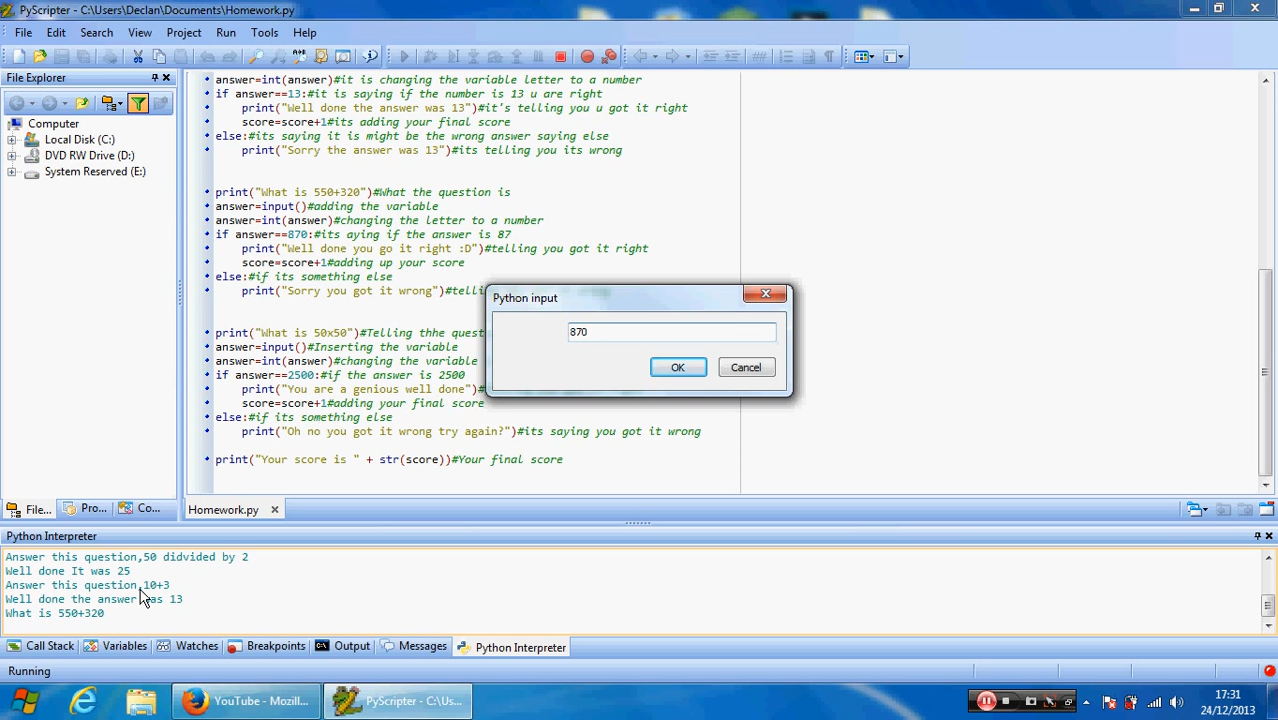 PyScripter - C:\Users\Declan\Documents\Homework.py
File Edit Search View Project Run Tools Help
File Explorer
Computer
Local Disk (C:)
DVD RW Drive (D:)
System Reserved (E:)
answer=int(answer)#it is changing the variable letter to a number
if answer==13:#it is saying if the number is 13 u are right
print("Well done the answer was 13")#it's telling you u got it right
score=score+1#its adding your final score
else:#its saying it is might be the wrong answer saying else
print("Sorry the answer was 13")#its telling you its wrong
print("What is 550+320")#What the question is
answer=input()#adding the variable
answer=int(answer)#changing the letter to a number
if answer==870:#its aying if the answer is 87
print("Well done you go it right :D")#telling you got it right
score=score+1#adding up your score
else:#if its something else
print("Sorry you got it wrong")#telli
print("What is 50x50")#Telling thhe quest
answer=input()#Inserting the variable
answer=int(answer)#changing the variable
if answer==2500:#if the answer is 2500
print("You are a genious well done")#
score=score+1#adding your final score
else:#if its something else
print("Oh no you got it wrong try again?")#its saying you got it wrong
print("Your score is " + str(score))#Your final score
Python input
870
OK Cancel
File... Pro... Co...
Homework.py
Python Interpreter
Answer this question,50 didvided by 2
Well done It was 25
Answer this question,10+3
Well done the answer was 13
What is 550+320
Call Stack Variables Watches Breakpoints Output Messages Python Interpreter
Running
YouTube - Mozill... PyScripter - C:\Us...
17:31
24/12/2013